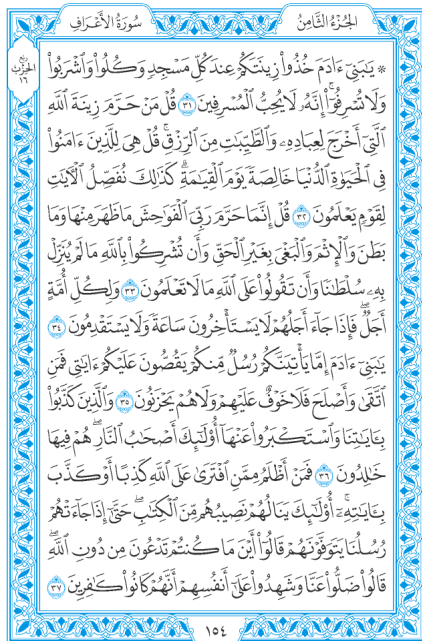 سُورَةُ الأَعْرَافِ
الجُزْءُ الثَّامِنُ
رُبْع
الحِزْبِ
١٦
۞ يَٰبَنِيٓ ءَادَمَ خُذُواْ زِينَتَكُمۡ عِندَ كُلِّ مَسۡجِدٖ وَكُلُواْ وَٱشۡرَبُواْ
وَلَا تُسۡرِفُوٓاْۚ إِنَّهُۥ لَا يُحِبُّ ٱلۡمُسۡرِفِينَ ٣١ قُلۡ مَنۡ حَرَّمَ زِينَةَ ٱللَّهِ
ٱلَّتِيٓ أَخۡرَجَ لِعِبَادِهِۦ وَٱلطَّيِّبَٰتِ مِنَ ٱلرِّزۡقِۚ قُلۡ هِيَ لِلَّذِينَ ءَامَنُواْ
فِي ٱلۡحَيَوٰةِ ٱلدُّنۡيَا خَالِصَةٗ يَوۡمَ ٱلۡقِيَٰمَةِۗ كَذَٰلِكَ نُفَصِّلُ ٱلۡأٓيَٰتِ
لِقَوۡمٖ يَعۡلَمُونَ ٣٢ قُلۡ إِنَّمَا حَرَّمَ رَبِّيَ ٱلۡفَوَٰحِشَ مَا ظَهَرَ مِنۡهَا وَمَا
بَطَنَ وَٱلۡإِثۡمَ وَٱلۡبَغۡيَ بِغَيۡرِ ٱلۡحَقِّ وَأَن تُشۡرِكُواْ بِٱللَّهِ مَا لَمۡ يُنَزِّلۡ
بِهِۦ سُلۡطَٰنٗا وَأَن تَقُولُواْ عَلَى ٱللَّهِ مَا لَا تَعۡلَمُونَ ٣٣ وَلِكُلِّ أُمَّةٍ
أَجَلٞۖ فَإِذَا جَآءَ أَجَلُهُمۡ لَا يَسۡتَأۡخِرُونَ سَاعَةٗ وَلَا يَسۡتَقۡدِمُونَ ٣٤
يَٰبَنِيٓ ءَادَمَ إِمَّا يَأۡتِيَنَّكُمۡ رُسُلٞ مِّنكُمۡ يَقُصُّونَ عَلَيۡكُمۡ ءَايَٰتِي فَمَنِ
ٱتَّقَىٰ وَأَصۡلَحَ فَلَا خَوۡفٌ عَلَيۡهِمۡ وَلَا هُمۡ يَحۡزَنُونَ ٣٥ وَٱلَّذِينَ كَذَّبُواْ
بِـَٔايَٰتِنَا وَٱسۡتَكۡبَرُواْ عَنۡهَآ أُوْلَٰٓئِكَ أَصۡحَٰبُ ٱلنَّارِۖ هُمۡ فِيهَا
خَٰلِدُونَ ٣٦ فَمَنۡ أَظۡلَمُ مِمَّنِ ٱفۡتَرَىٰ عَلَى ٱللَّهِ كَذِبًا أَوۡ كَذَّبَ
بِـَٔايَٰتِهِۦٓۚ أُوْلَٰٓئِكَ يَنَالُهُمۡ نَصِيبُهُم مِّنَ ٱلۡكِتَٰبِۖ حَتَّىٰٓ إِذَا جَآءَتۡهُمۡ
رُسُلُنَا يَتَوَفَّوۡنَهُمۡ قَالُوٓاْ أَيۡنَ مَا كُنتُمۡ تَدۡعُونَ مِن دُونِ ٱللَّهِۖ
قَالُواْ ضَلُّواْ عَنَّا وَشَهِدُواْ عَلَىٰٓ أَنفُسِهِمۡ أَنَّهُمۡ كَانُواْ كَٰفِرِينَ ٣٧
١٥٤